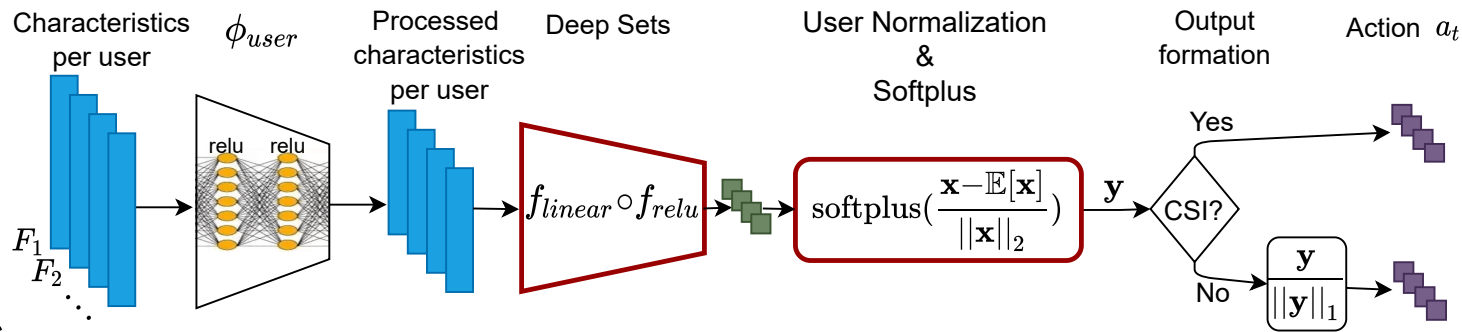 Characteristics
per user
ϕ_user
Processed
characteristics
per user
Deep Sets
User Normalization
&
Softplus
Output
formation
Action a_t
relu relu
F_1
F_2
...
f_linear ∘ f_relu
softplus((x−𝔼[x])/||x||_2)
y
CSI?
Yes
No
y/||y||_1